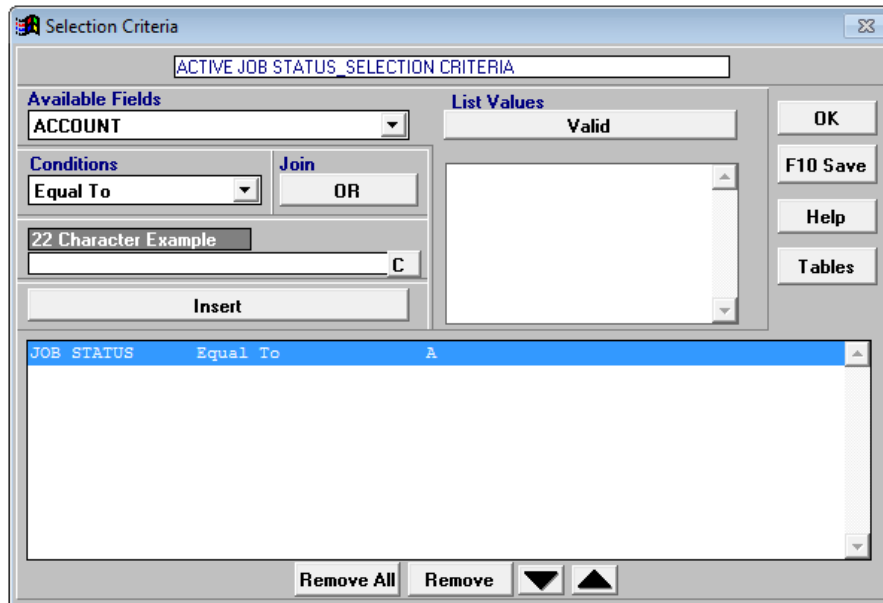 Selection Criteria
ACTIVE JOB STATUS_SELECTION CRITERIA
Available Fields
ACCOUNT
List Values
Valid
OK
Conditions
Equal To
Join
OR
F10 Save
22 Character Example
C
Help
Insert
Tables
JOB STATUS Equal To A
Remove All Remove